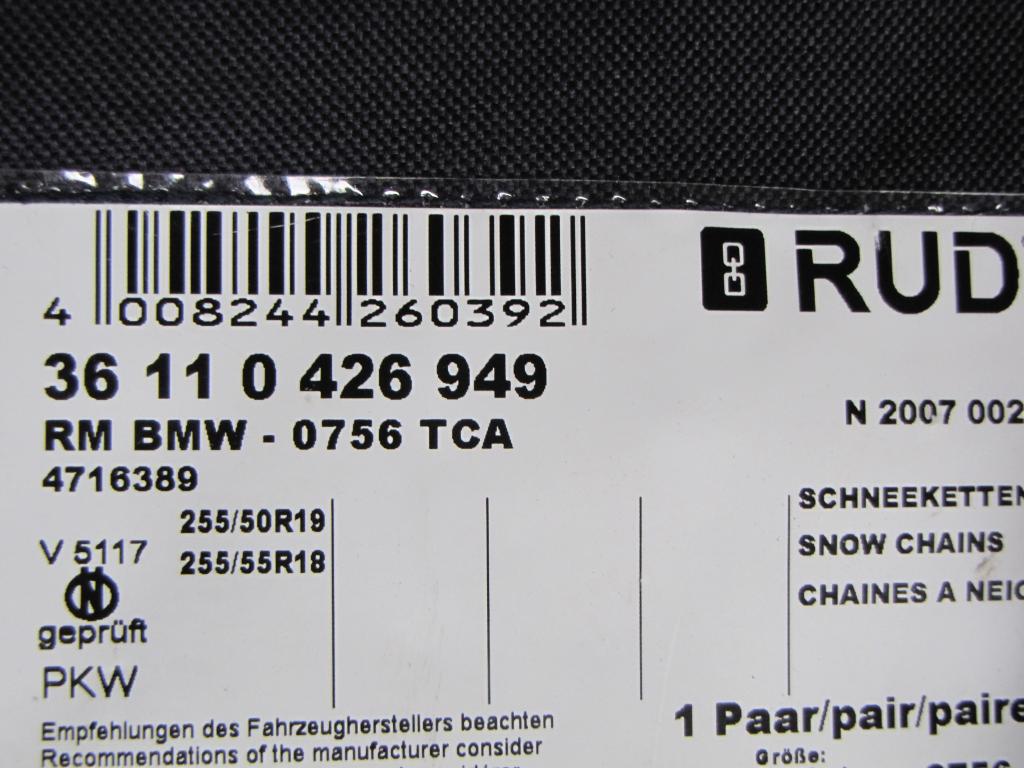 4 008244 260392
RUD
36 11 0 426 949
RM BMW - 0756 TCA
N 2007 002
4716389
255/50R19
SCHNEEKETTEN
V 5117
255/55R18
SNOW CHAINS
geprüft
CHAINES A NEIG
PKW
1 Paar/pair/paire
Empfehlungen des Fahrzeugherstellers beachten
Recommendations of the manufacturer consider
Größe:
0756